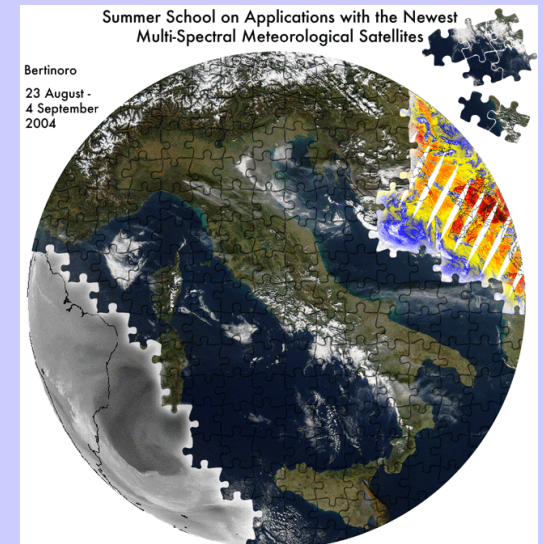 Summer School on Applications with the Newest
Multi-Spectral Meteorological Satellites
Bertinoro
23 August -
4 September
2004